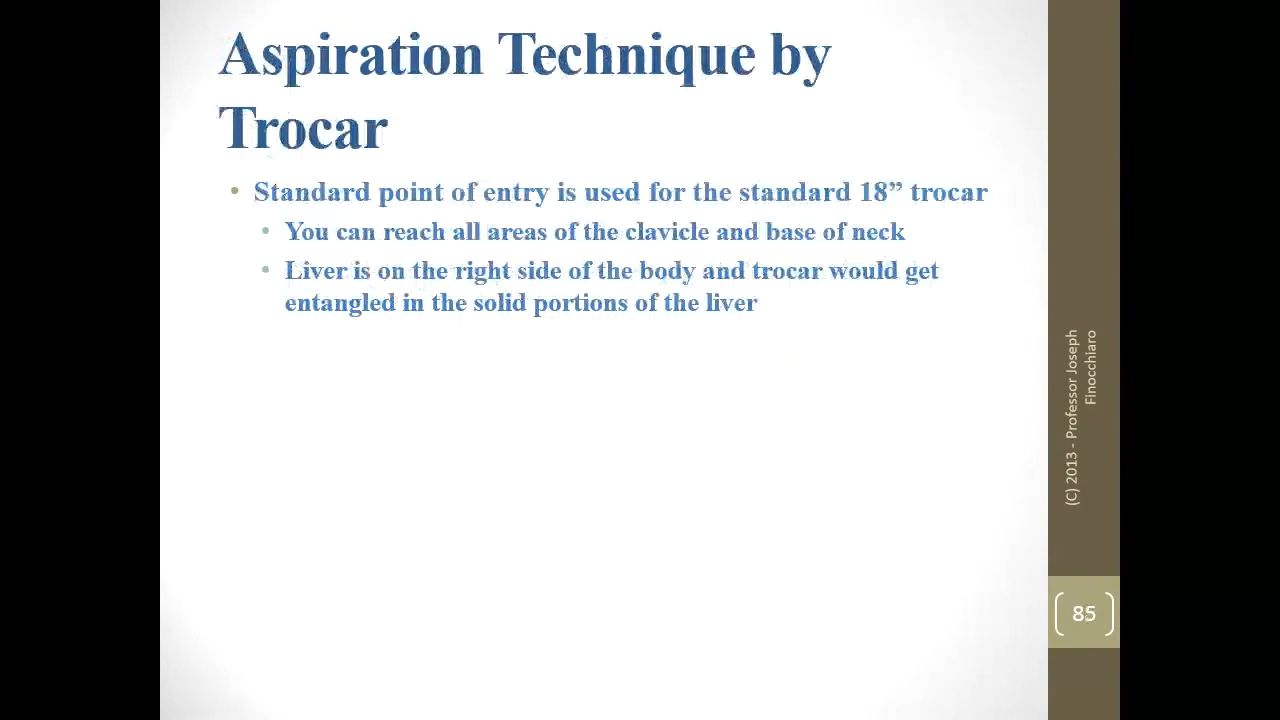 Aspiration Technique by
Trocar
• Standard point of entry is used for the standard 18” trocar
• You can reach all areas of the clavicle and base of neck
• Liver is on the right side of the body and trocar would get
entangled in the solid portions of the liver
(C) 2013 - Professor Joseph
Finocchiaro
85